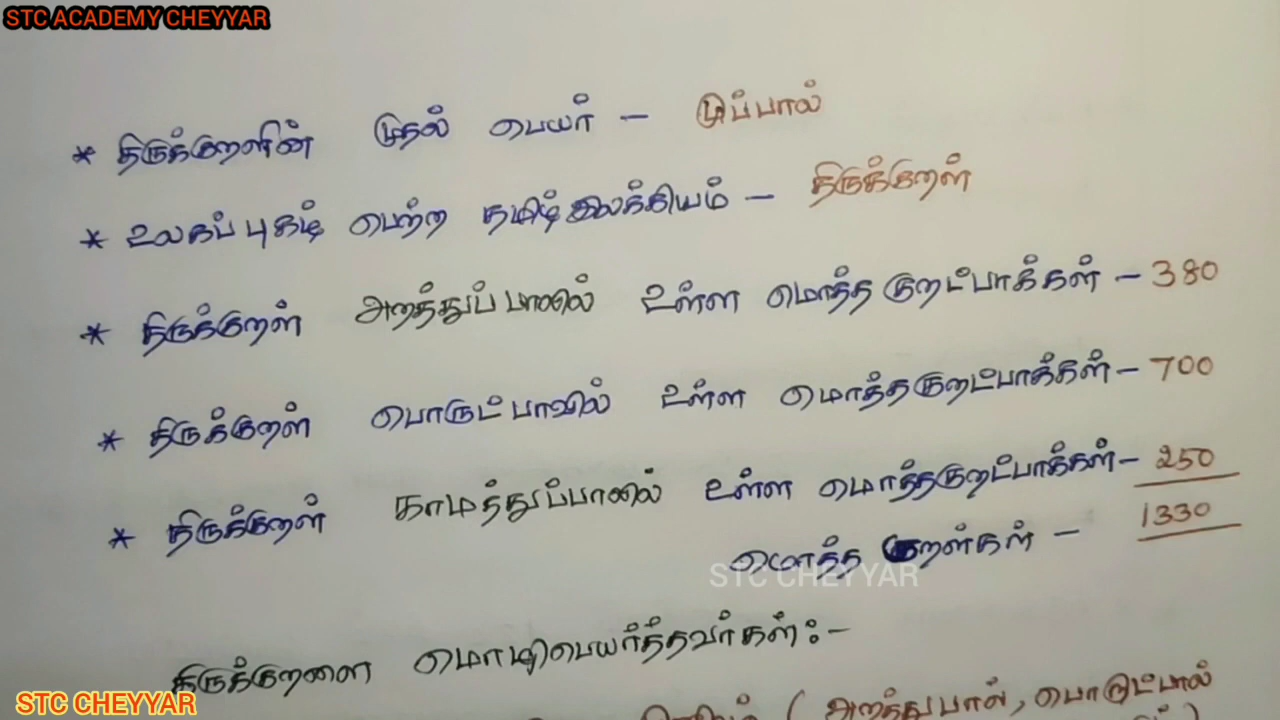 STC ACADEMY CHEYYAR
* திருக்குறளின் முதல் பெயர் – முப்பால்
* உலகப் புகழ் பெற்ற தமிழ் இலக்கியம் – திருக்குறள்
* திருக்குறள் அறத்துப்பாலில் உள்ள மொத்த குறட்பாக்கள் – 380
* திருக்குறள் பொருட்பாலில் உள்ள மொத்த குறட்பாக்கள் – 700
* திருக்குறள் காமத்துப்பாலில் உள்ள மொத்த குறட்பாக்கள் – 250
மொத்த குறள்கள் – 1330
STC CHEYYAR
திருக்குறளை மொழிபெயர்த்தவர்கள் :-
( அறத்துபால், பொருட்பால்
STC CHEYYAR